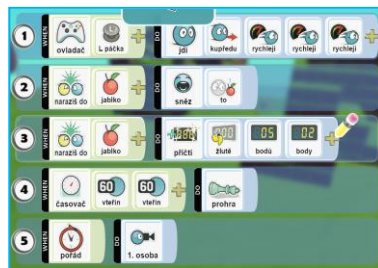 1 WHEN ovladač L páčka DO jdi kupředu rychleji rychleji rychleji
2 WHEN narazíš do jablko DO sněz to
3 WHEN narazíš do jablko DO přičti žluté 05 bodů 02 body
4 WHEN časovač 60 vteřin 60 vteřin DO prohra
5 WHEN pořád DO 1. osoba